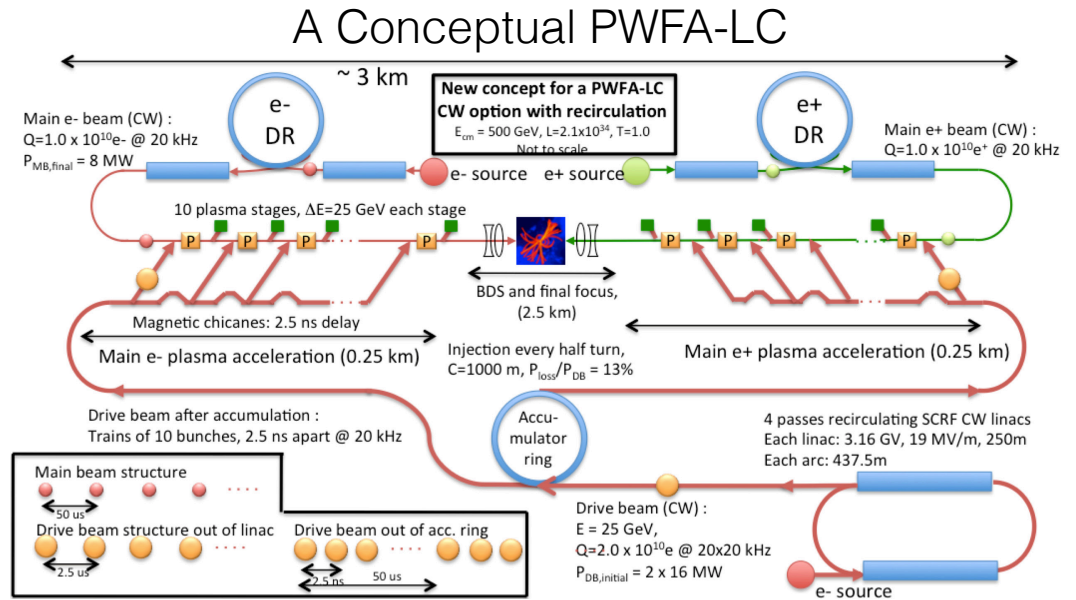 A Conceptual PWFA-LC
~ 3 km
New concept for a PWFA-LC
CW option with recirculation
E_cm = 500 GeV, L=2.1x10^34, T=1.0
Not to scale
e-
DR
e+
DR
Main e- beam (CW) :
Q=1.0 x 10^10e- @ 20 kHz
P_MB,final = 8 MW
Main e+ beam (CW) :
Q=1.0 x 10^10e+ @ 20 kHz
e- source
e+ source
10 plasma stages, ΔE=25 GeV each stage
P
P
P
P
P
P
P
P
BDS and final focus,
(2.5 km)
Magnetic chicanes: 2.5 ns delay
Main e- plasma acceleration (0.25 km)
Main e+ plasma acceleration (0.25 km)
Injection every half turn,
C=1000 m, P_loss/P_DB = 13%
Drive beam after accumulation :
Trains of 10 bunches, 2.5 ns apart @ 20 kHz
Accu-
mulator
ring
4 passes recirculating SCRF CW linacs
Each linac: 3.16 GV, 19 MV/m, 250m
Each arc: 437.5m
Main beam structure
50 us
Drive beam structure out of linac
2.5 us
Drive beam out of acc. ring
2.5 ns
50 us
Drive beam (CW) :
E = 25 GeV,
Q=2.0 x 10^10e @ 20x20 kHz
P_DB,initial = 2 x 16 MW
e- source